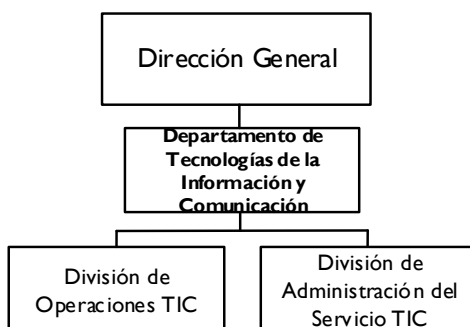 Dirección General
Departamento de
Tecnologías de la
Información y
Comunicación
División de
Operaciones TIC
División de
Administración del
Servicio TIC